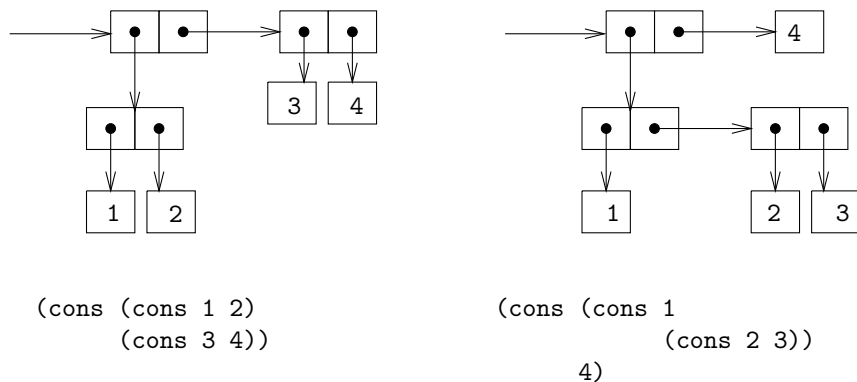 4
3 4
1 2
1 2 3
(cons (cons 1 2)
(cons 3 4))
(cons (cons 1
(cons 2 3))
4)